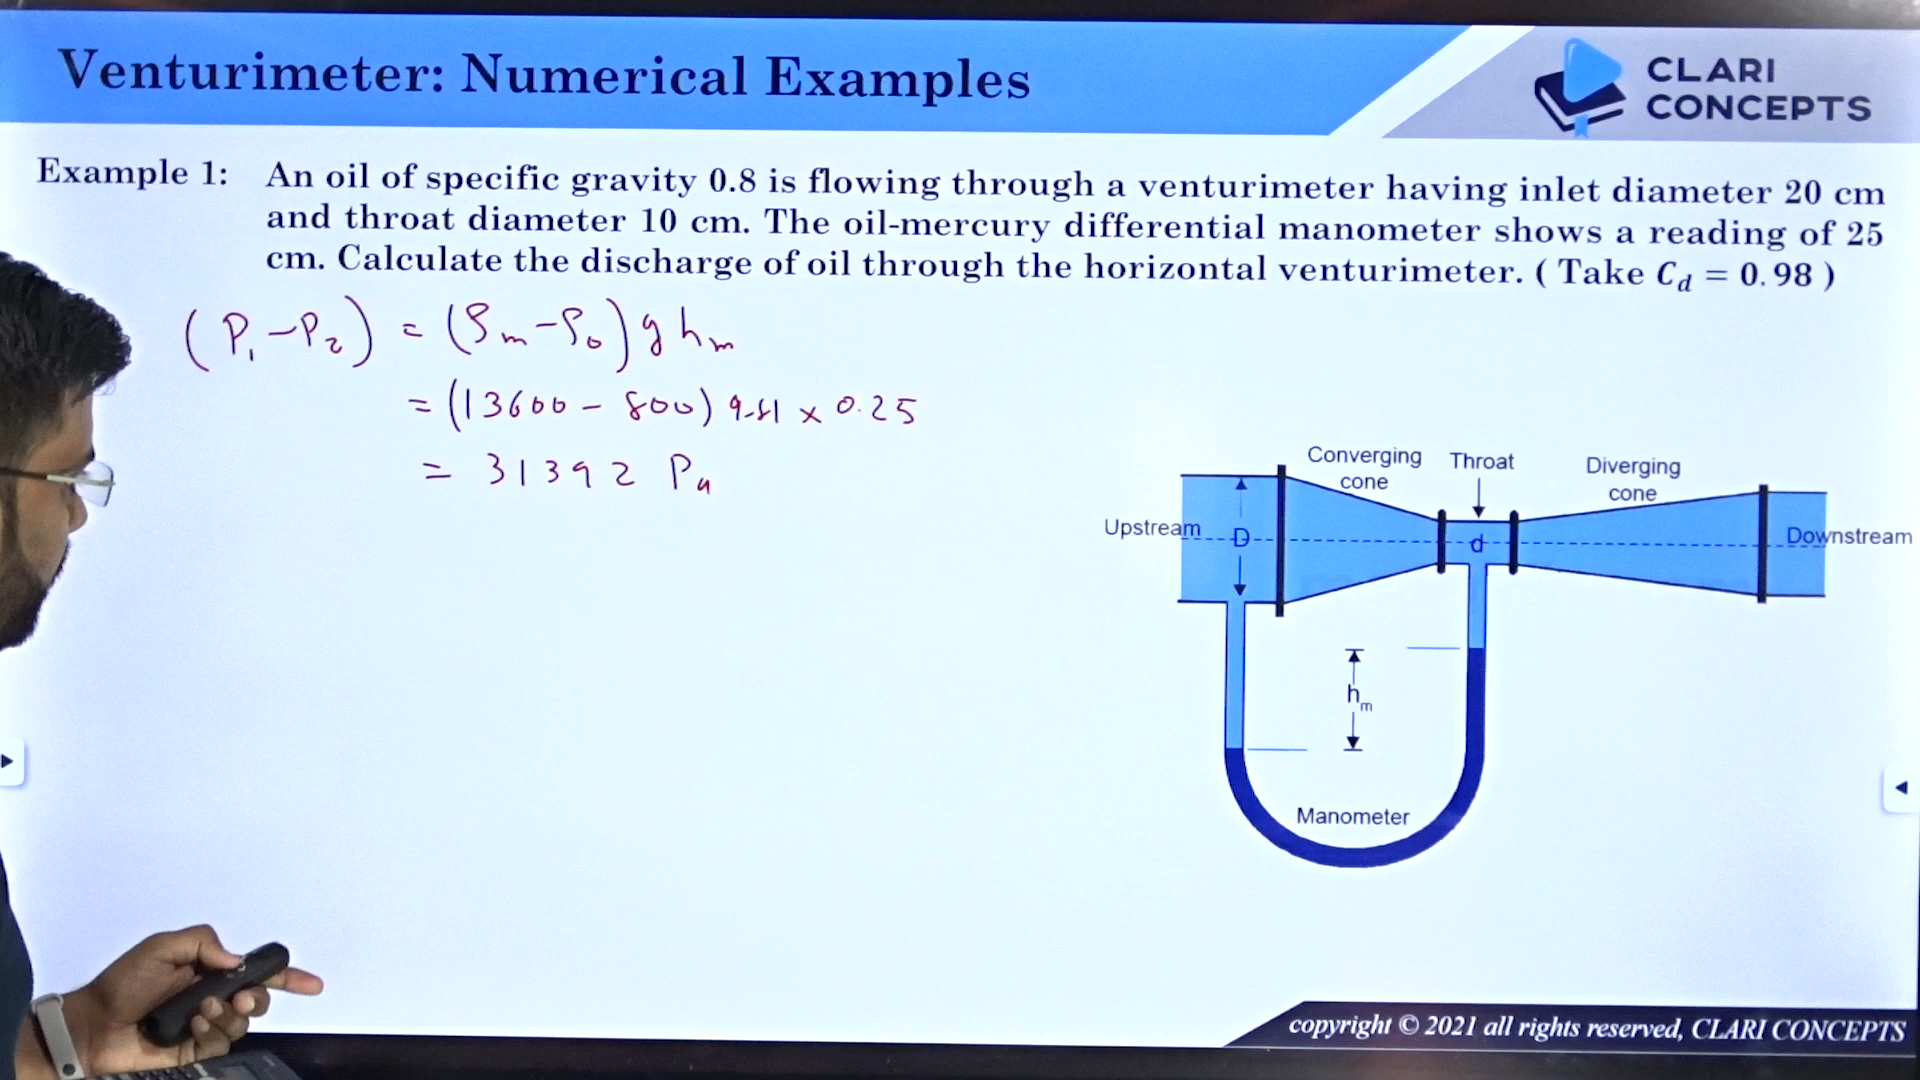 Venturimeter: Numerical Examples
CLARI
CONCEPTS
Example 1: An oil of specific gravity 0.8 is flowing through a venturimeter having inlet diameter 20 cm
and throat diameter 10 cm. The oil-mercury differential manometer shows a reading of 25
cm. Calculate the discharge of oil through the horizontal venturimeter. ( Take C_d = 0.98 )
(P₁-P₂) = (ρₘ-ρ₀) g hₘ
= (13600 - 800) 9.81 × 0.25
= 31392 Pa
Converging
cone
Throat
Diverging
cone
Upstream
D
d
Downstream
hₘ
Manometer
copyright © 2021 all rights reserved, CLARI CONCEPTS